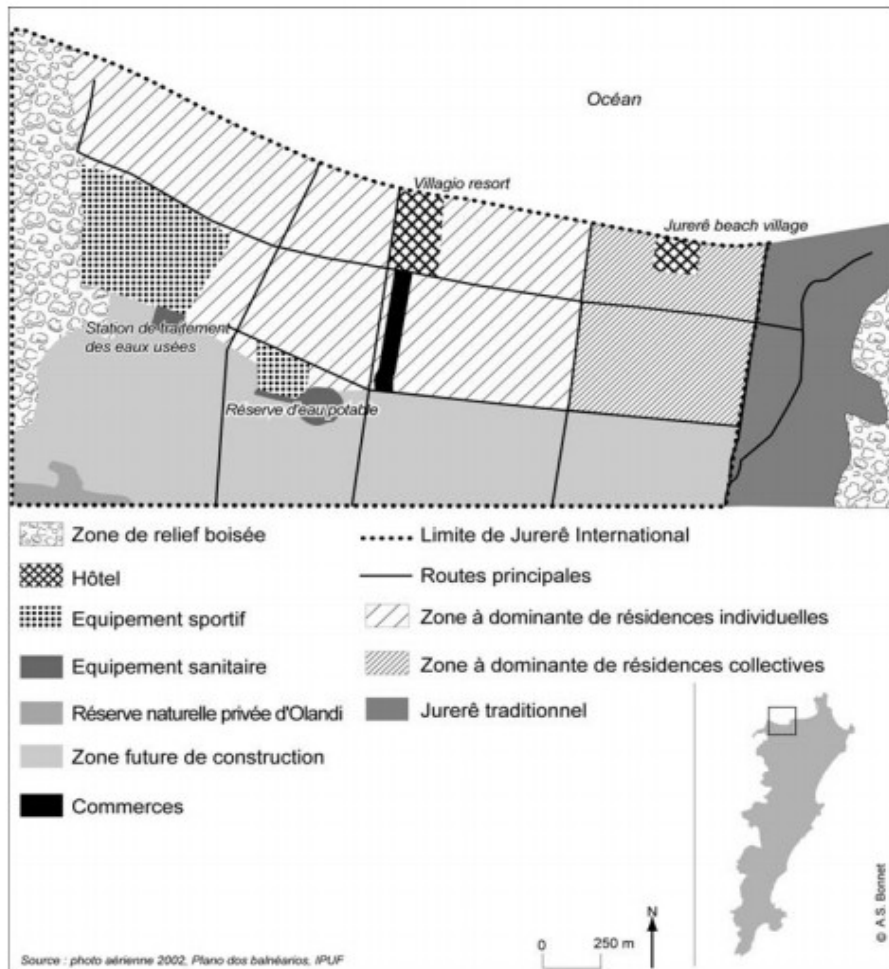 Océan
Villagio resort
Jurerê beach village
Station de traitement
des eaux usées
Réserve d'eau potable
Zone de relief boisée
Hôtel
Equipement sportif
Equipement sanitaire
Réserve naturelle privée d'Olandi
Zone future de construction
Commerces
Limite de Jurerê International
Routes principales
Zone à dominante de résidences individuelles
Zone à dominante de résidences collectives
Jurerê traditionnel
N
0 250 m
© A.S. Bonnet
Source : photo aérienne 2002, Plano dos balnéarios, IPUF